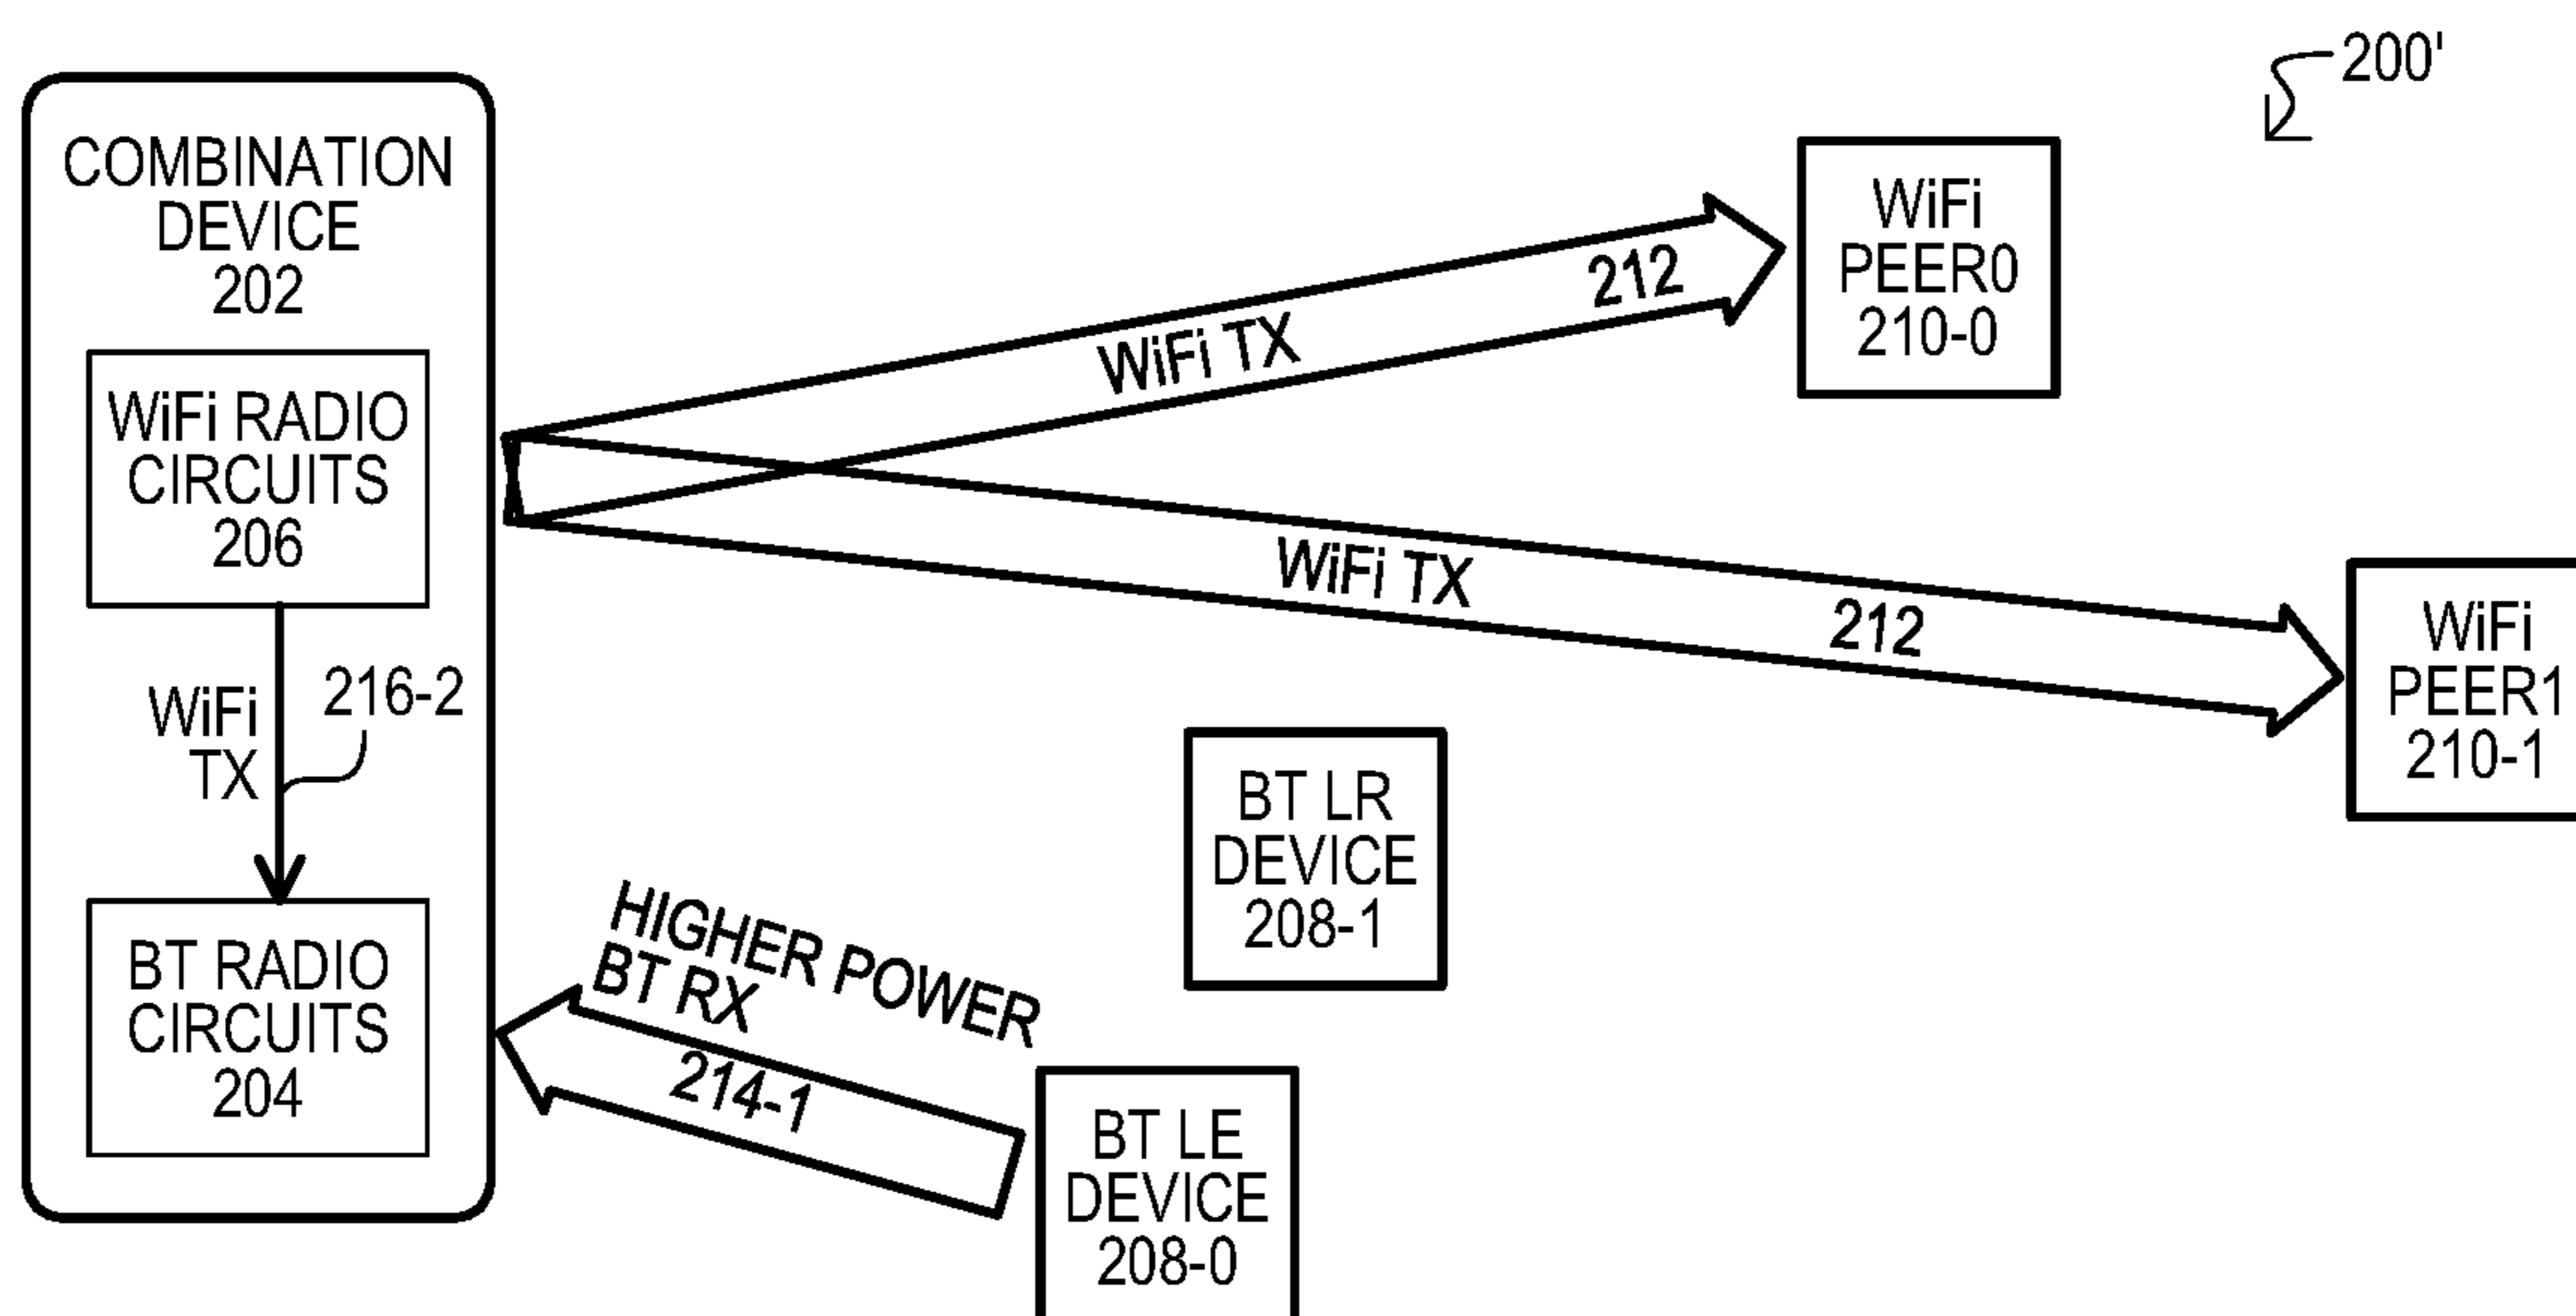 200'
COMBINATION
DEVICE
202
WiFi RADIO
CIRCUITS
206
WiFi
TX
216-2
BT RADIO
CIRCUITS
204
WiFi TX
212
WiFi
PEER0
210-0
WiFi TX
212
WiFi
PEER1
210-1
BT LR
DEVICE
208-1
HIGHER POWER
BT RX
214-1
BT LE
DEVICE
208-0